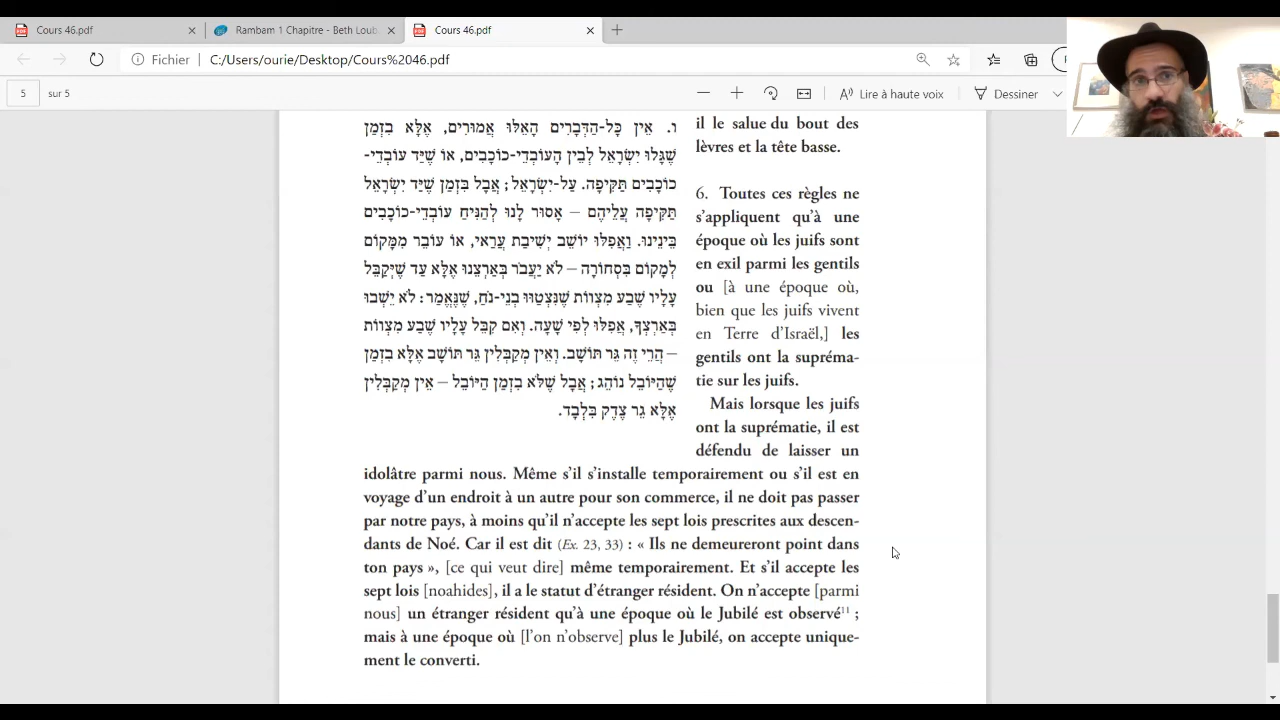 Cours 46.pdf
Rambam 1 Chapitre - Beth Loub
Cours 46.pdf
Fichier
C:/Users/ourie/Desktop/Cours%2046.pdf
5
sur 5
Lire à haute voix
Dessiner
ו. אֵין כָּל-הַדְּבָרִים הָאֵלּוּ אֲמוּרִים, אֶלָּא בִּזְמַן
שֶׁגָּלוּ יִשְׂרָאֵל לְבֵין הָעוֹבְדֵי-כוֹכָבִים, אוֹ שֶׁיַּד עוֹבְדֵי-
כוֹכָבִים תַּקִּיפָה. עַל-יִשְׂרָאֵל; אֲבָל בִּזְמַן שֶׁיַּד יִשְׂרָאֵל
תַּקִּיפָה עֲלֵיהֶם – אָסוּר לָנוּ לְהַנִּיחַ עוֹבְדֵי-כוֹכָבִים
בֵּינֵינוּ. וַאֲפִלּוּ יוֹשֵׁב יְשִׁיבַת עֲרַאי, אוֹ עוֹבֵר מִמָּקוֹם
לְמָקוֹם בִּסְחוֹרָה – לֹא יַעֲבֹר בְּאַרְצֵנוּ אֶלָּא עַד שֶׁיְּקַבֵּל
עָלָיו שֶׁבַע מִצְווֹת שֶׁנִּצְטַוּוּ בְּנֵי-נֹחַ, שֶׁנֶּאֱמַר: לֹא יֵשְׁבוּ
בְּאַרְצְךָ, אֲפִלּוּ לְפִי שָׁעָה. וְאִם קִבֵּל עָלָיו שֶׁבַע מִצְווֹת
– הֲרֵי זֶה גֵּר תּוֹשָׁב. וְאֵין מְקַבְּלִין גֵּר תּוֹשָׁב אֶלָּא בִּזְמַן
שֶׁהַיּוֹבֵל נוֹהֵג; אֲבָל שֶׁלֹּא בִּזְמַן הַיּוֹבֵל – אֵין מְקַבְּלִין
אֶלָּא גֵּר צֶדֶק בִּלְבָד.
il le salue du bout des
lèvres et la tête basse.
6. Toutes ces règles ne
s'appliquent qu'à une
époque où les juifs sont
en exil parmi les gentils
ou [à une époque où,
bien que les juifs vivent
en Terre d'Israël,] les
gentils ont la supréma-
tie sur les juifs.
Mais lorsque les juifs
ont la suprématie, il est
défendu de laisser un
idolâtre parmi nous. Même s'il s'installe temporairement ou s'il est en
voyage d'un endroit à un autre pour son commerce, il ne doit pas passer
par notre pays, à moins qu'il n'accepte les sept lois prescrites aux descen-
dants de Noé. Car il est dit (Ex. 23, 33) : « Ils ne demeureront point dans
ton pays », [ce qui veut dire] même temporairement. Et s'il accepte les
sept lois [noahides], il a le statut d'étranger résident. On n'accepte [parmi
nous] un étranger résident qu'à une époque où le Jubilé est observé¹¹ ;
mais à une époque où [l'on n'observe] plus le Jubilé, on accepte unique-
ment le converti.